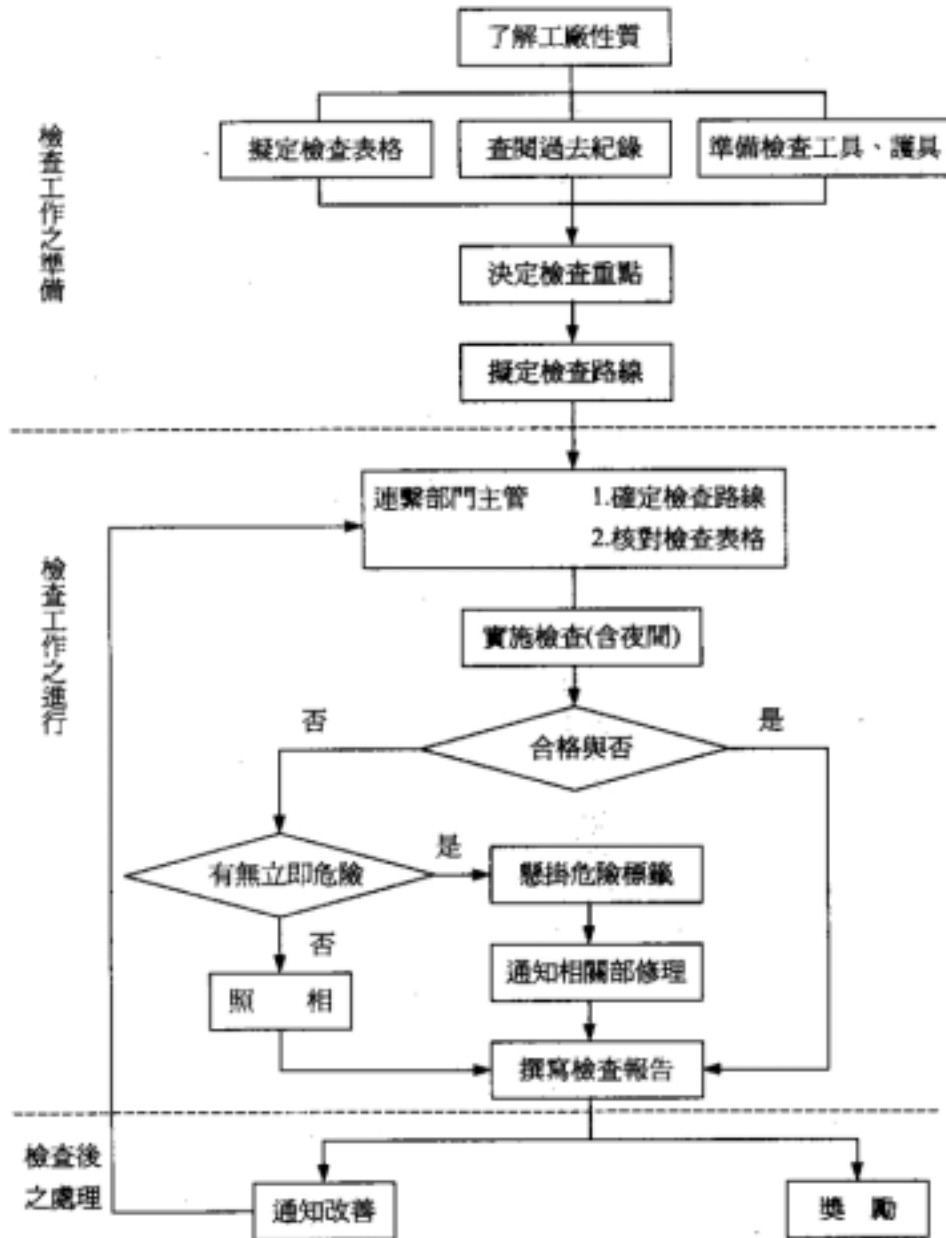 了解工廠性質
檢查工作之準備
擬定檢查表格
查閱過去紀錄
準備檢查工具、護具
決定檢查重點
擬定檢查路線
檢查工作之進行
連繫部門主管 1.確定檢查路線
2.核對檢查表格
實施檢查(含夜間)
合格與否
否
是
有無立即危險
是
懸掛危險標籤
否
通知相關部修理
照 相
撰寫檢查報告
檢查後
之處理
通知改善
獎 勵